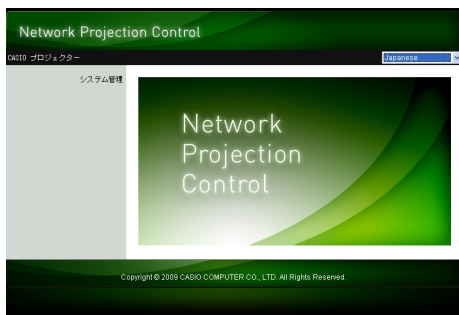 Network Projection Control
CASIO プロジェクター
Japanese
システム管理
Network
Projection
Control
Copyright © 2009 CASIO COMPUTER CO., LTD. All Rights Reserved.